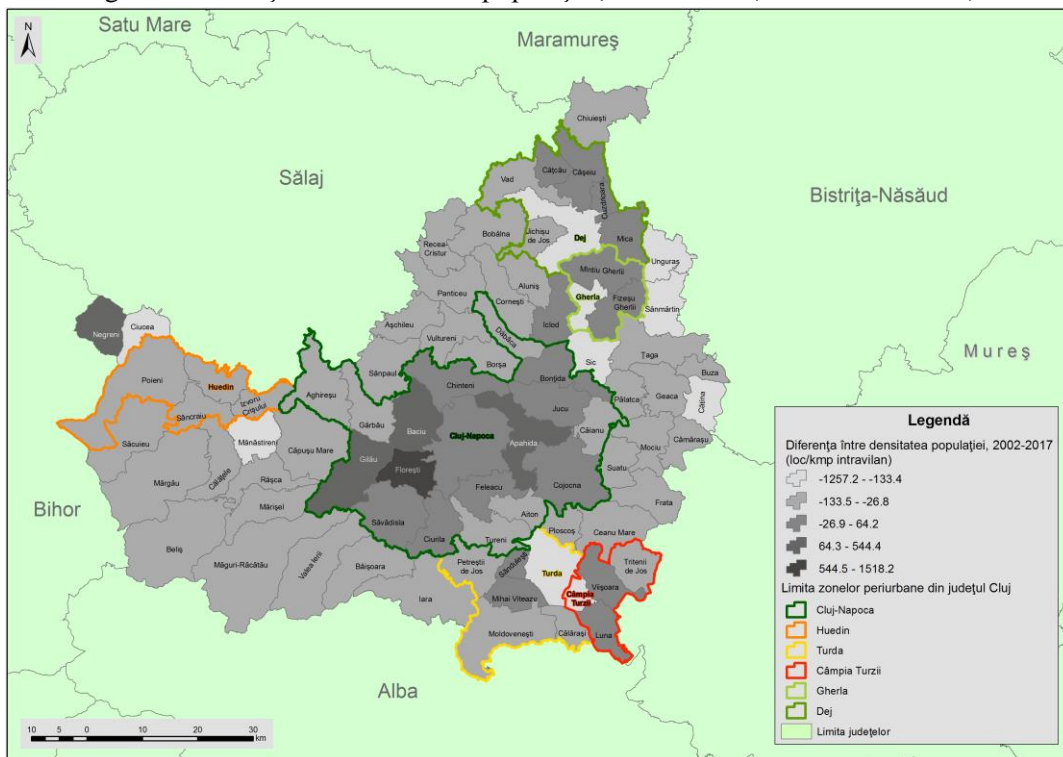 N
Satu Mare
Maramureş
Sălaj
Bistriţa-Năsăud
Mureş
Bihor
Alba
Chiuieşti
Vad
Câţcău
Căşeiu
Cuzdrioara
Bobâlna
Jichişu
de Jos
Dej
Mica
Recea-
Cristur
Unguraş
Mintiu Gherlii
Aluniş
Gherla
Panticeu
Corneşti
Fizeşu
Gherlii
Sânmărtin
Negreni
Ciucea
Aşchileu
Iclod
Vultureni
Dăbâca
Sic
Ţaga
Buza
Poieni
Huedin
Sânpaul
Borşa
Bonţida
Chinteni
Aghireşu
Izvoru
Crişului
Pălatca
Geaca
Cătina
Sâncraiu
Jucu
Gârbău
Baciu
Cluj-Napoca
Căianu
Săcuieu
Mănăstireni
Apahida
Mociu
Cămăraşu
Căpuşu Mare
Gilău
Floreşti
Suatu
Călăţele
Râşca
Cojocna
Mărgău
Feleacu
Frata
Mărişel
Aiton
Săvădisla
Ploscoş
Ceanu Mare
Beliş
Ciurila
Tureni
Măguri-Răcătău
Valea Ierii
Băişoara
Petreştii
de Jos
Sănduleşti
Turda
Tritenii
de Jos
Viişoara
Câmpia
Turzii
Iara
Mihai Viteazu
Moldoveneşti
Călăraşi
Luna
Legendă
Diferenţa între densitatea populaţiei, 2002-2017
(loc/kmp intravilan)
-1257.2 - -133.4
-133.5 - -26.8
-26.9 - 64.2
64.3 - 544.4
544.5 - 1518.2
Limita zonelor periurbane din judeţul Cluj
Cluj-Napoca
Huedin
Turda
Câmpia Turzii
Gherla
Dej
Limita judeţelor
10 5 0 10 20 30
km